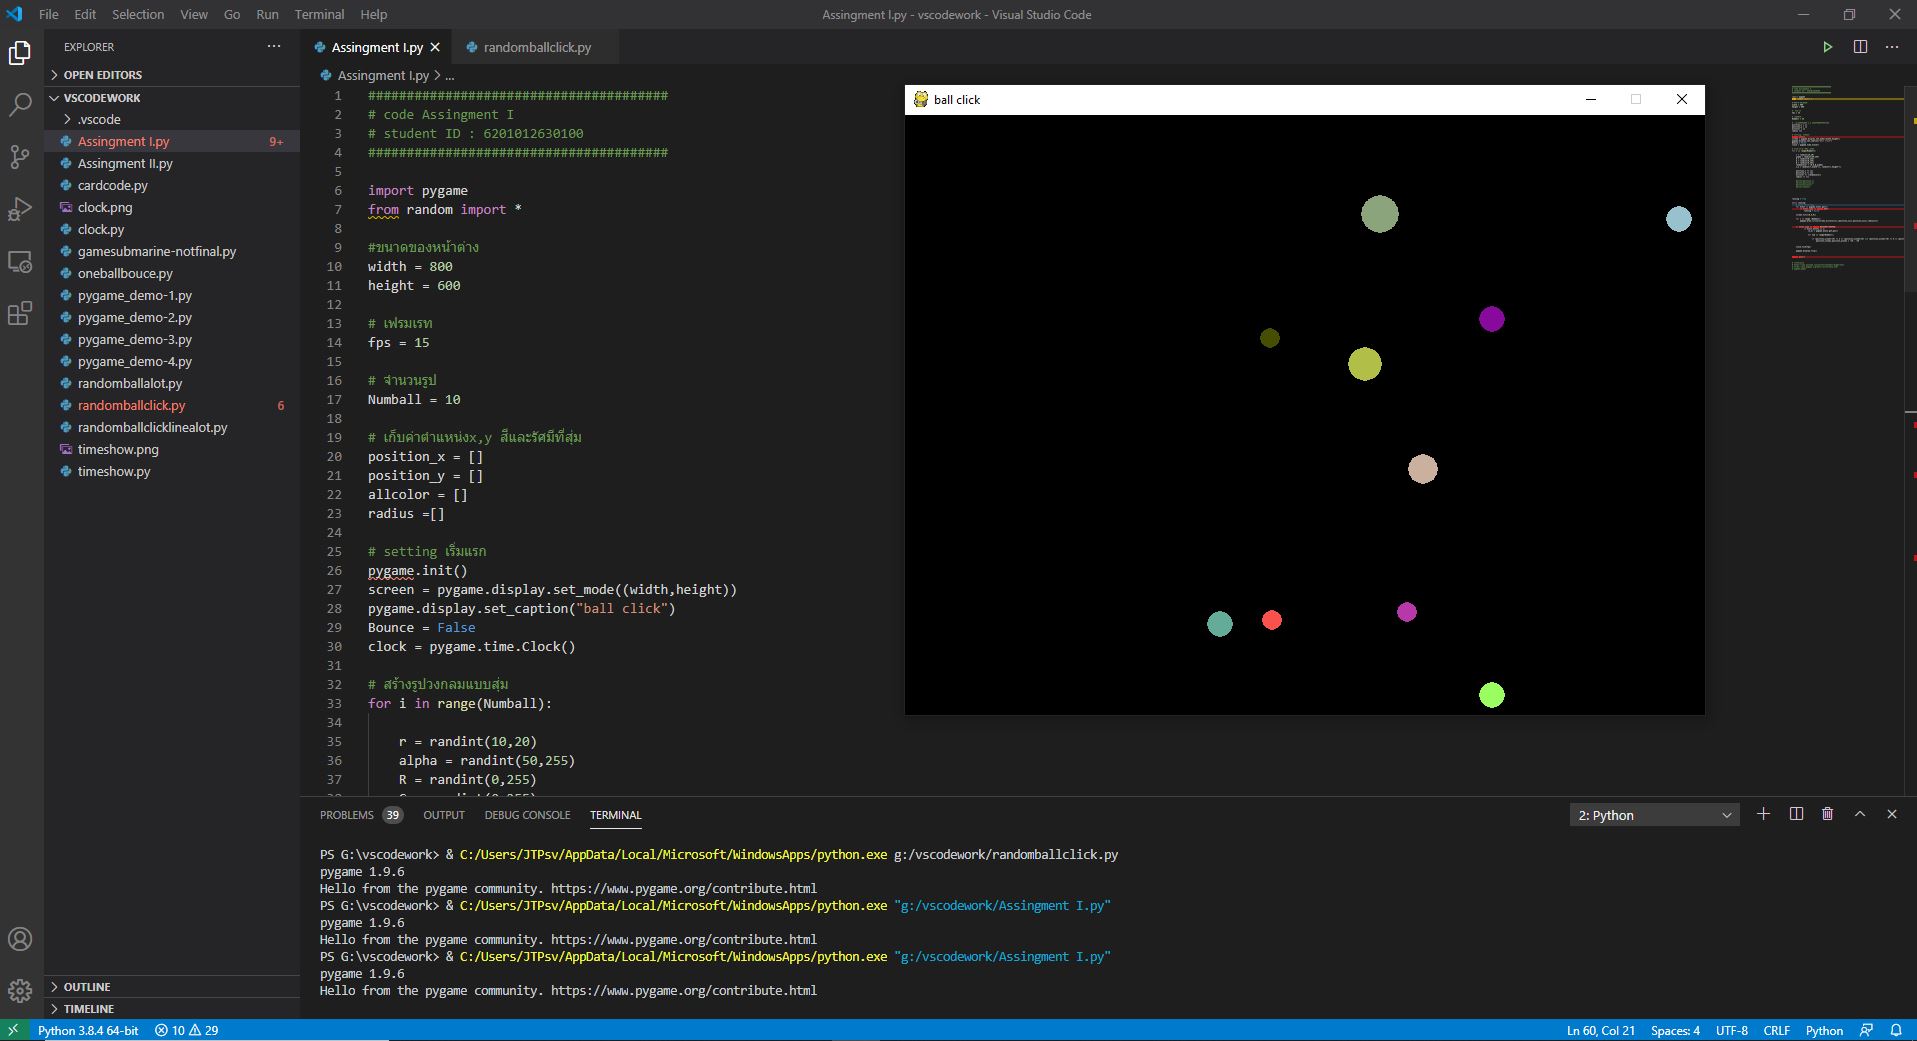 File Edit Selection View Go Run Terminal Help
Assingment I.py - vscodework - Visual Studio Code
EXPLORER
OPEN EDITORS
VSCODEWORK
.vscode
Assingment I.py 9+
Assingment II.py
cardcode.py
clock.png
clock.py
gamesubmarine-notfinal.py
oneballbouce.py
pygame_demo-1.py
pygame_demo-2.py
pygame_demo-3.py
pygame_demo-4.py
randomballalot.py
randomballclick.py 6
randomballclicklinealot.py
timeshow.png
timeshow.py
OUTLINE
TIMELINE
Assingment I.py randomballclick.py
Assingment I.py > ...
1 #######################################
2 # code Assingment I
3 # student ID : 6201012630100
4 #######################################
5
6 import pygame
7 from random import *
8
9 #ขนาดของหน้าต่าง
10 width = 800
11 height = 600
12
13 # เฟรมเรท
14 fps = 15
15
16 # จำนวนรูป
17 Numball = 10
18
19 # เก็บค่าตำแหน่งx,y สีและรัศมีที่สุ่ม
20 position_x = []
21 position_y = []
22 allcolor = []
23 radius =[]
24
25 # setting เริ่มแรก
26 pygame.init()
27 screen = pygame.display.set_mode((width,height))
28 pygame.display.set_caption("ball click")
29 Bounce = False
30 clock = pygame.time.Clock()
31
32 # สร้างรูปวงกลมแบบสุ่ม
33 for i in range(Numball):
34
35 r = randint(10,20)
36 alpha = randint(50,255)
37 R = randint(0,255)
ball click
PROBLEMS 39 OUTPUT DEBUG CONSOLE TERMINAL
2: Python
PS G:\vscodework> & C:/Users/JTPsv/AppData/Local/Microsoft/WindowsApps/python.exe g:/vscodework/randomballclick.py
pygame 1.9.6
Hello from the pygame community. https://www.pygame.org/contribute.html
PS G:\vscodework> & C:/Users/JTPsv/AppData/Local/Microsoft/WindowsApps/python.exe "g:/vscodework/Assingment I.py"
pygame 1.9.6
Hello from the pygame community. https://www.pygame.org/contribute.html
PS G:\vscodework> & C:/Users/JTPsv/AppData/Local/Microsoft/WindowsApps/python.exe "g:/vscodework/Assingment I.py"
pygame 1.9.6
Hello from the pygame community. https://www.pygame.org/contribute.html
Python 3.8.4 64-bit 10 29
Ln 60, Col 21 Spaces: 4 UTF-8 CRLF Python